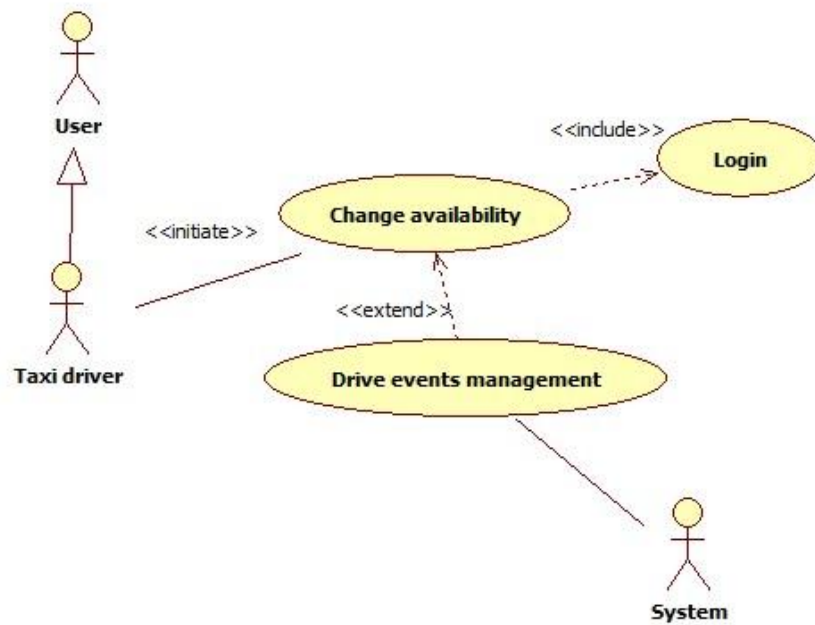 User
<<include>>
Login
Change availability
<<initiate>>
<<extend>>
Taxi driver
Drive events management
System